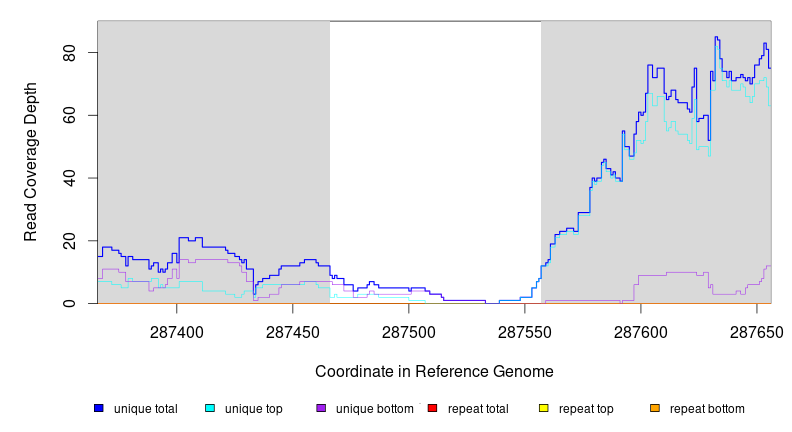 80
60
40
20
0
Read Coverage Depth
287400 287450 287500 287550 287600 287650
Coordinate in Reference Genome
unique total unique top unique bottom repeat total repeat top repeat bottom